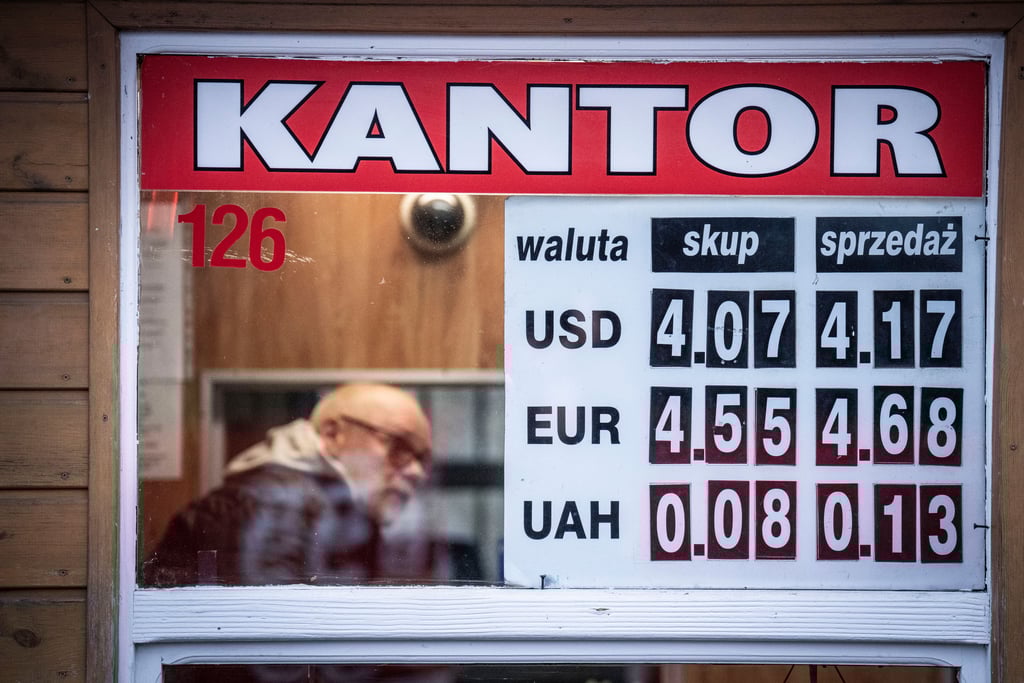 KANTOR
126
waluta skup sprzedaż
USD 4.07 4.17
EUR 4.55 4.68
UAH 0.08 0.13